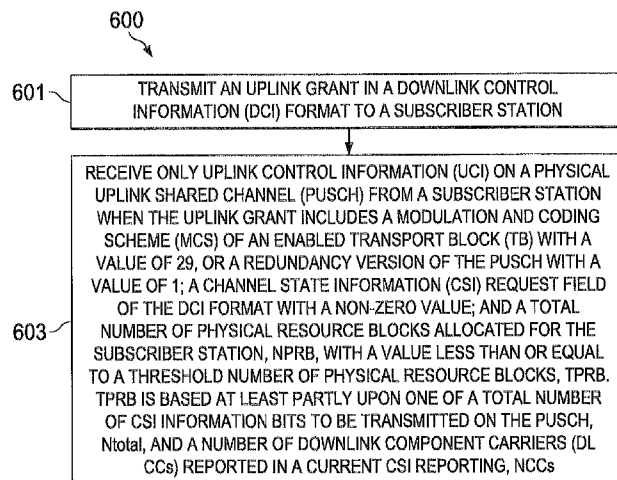 600
601
TRANSMIT AN UPLINK GRANT IN A DOWNLINK CONTROL
INFORMATION (DCI) FORMAT TO A SUBSCRIBER STATION
603
RECEIVE ONLY UPLINK CONTROL INFORMATION (UCI) ON A PHYSICAL
UPLINK SHARED CHANNEL (PUSCH) FROM A SUBSCRIBER STATION
WHEN THE UPLINK GRANT INCLUDES A MODULATION AND CODING
SCHEME (MCS) OF AN ENABLED TRANSPORT BLOCK (TB) WITH A
VALUE OF 29, OR A REDUNDANCY VERSION OF THE PUSCH WITH A
VALUE OF 1; A CHANNEL STATE INFORMATION (CSI) REQUEST FIELD
OF THE DCI FORMAT WITH A NON-ZERO VALUE; AND A TOTAL
NUMBER OF PHYSICAL RESOURCE BLOCKS ALLOCATED FOR THE
SUBSCRIBER STATION, NPRB, WITH A VALUE LESS THAN OR EQUAL
TO A THRESHOLD NUMBER OF PHYSICAL RESOURCE BLOCKS, TPRB.
TPRB IS BASED AT LEAST PARTLY UPON ONE OF A TOTAL NUMBER
OF CSI INFORMATION BITS TO BE TRANSMITTED ON THE PUSCH,
Ntotal, AND A NUMBER OF DOWNLINK COMPONENT CARRIERS (DL
CCs) REPORTED IN A CURRENT CSI REPORTING, NCCs